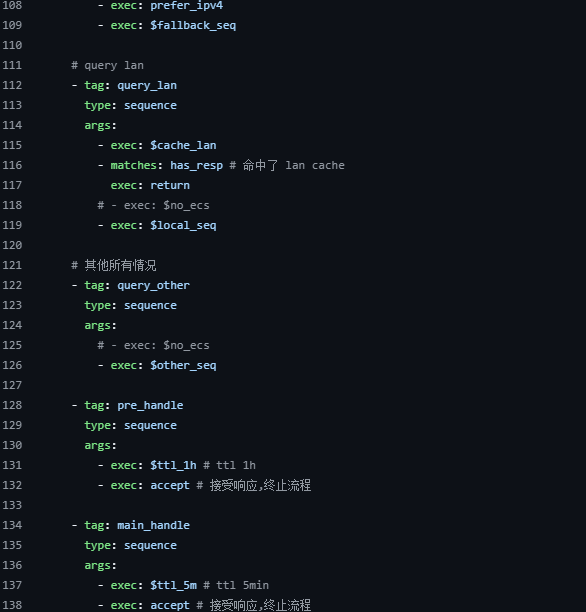 108 - exec: prefer_ipv4
109 - exec: $fallback_seq
110
111 # query lan
112 - tag: query_lan
113 type: sequence
114 args:
115 - exec: $cache_lan
116 - matches: has_resp # 命中了 lan cache
117 exec: return
118 # - exec: $no_ecs
119 - exec: $local_seq
120
121 # 其他所有情况
122 - tag: query_other
123 type: sequence
124 args:
125 # - exec: $no_ecs
126 - exec: $other_seq
127
128 - tag: pre_handle
129 type: sequence
130 args:
131 - exec: $ttl_1h # ttl 1h
132 - exec: accept # 接受响应,终止流程
133
134 - tag: main_handle
135 type: sequence
136 args:
137 - exec: $ttl_5m # ttl 5min
138 - exec: accept # 接受响应,终止流程